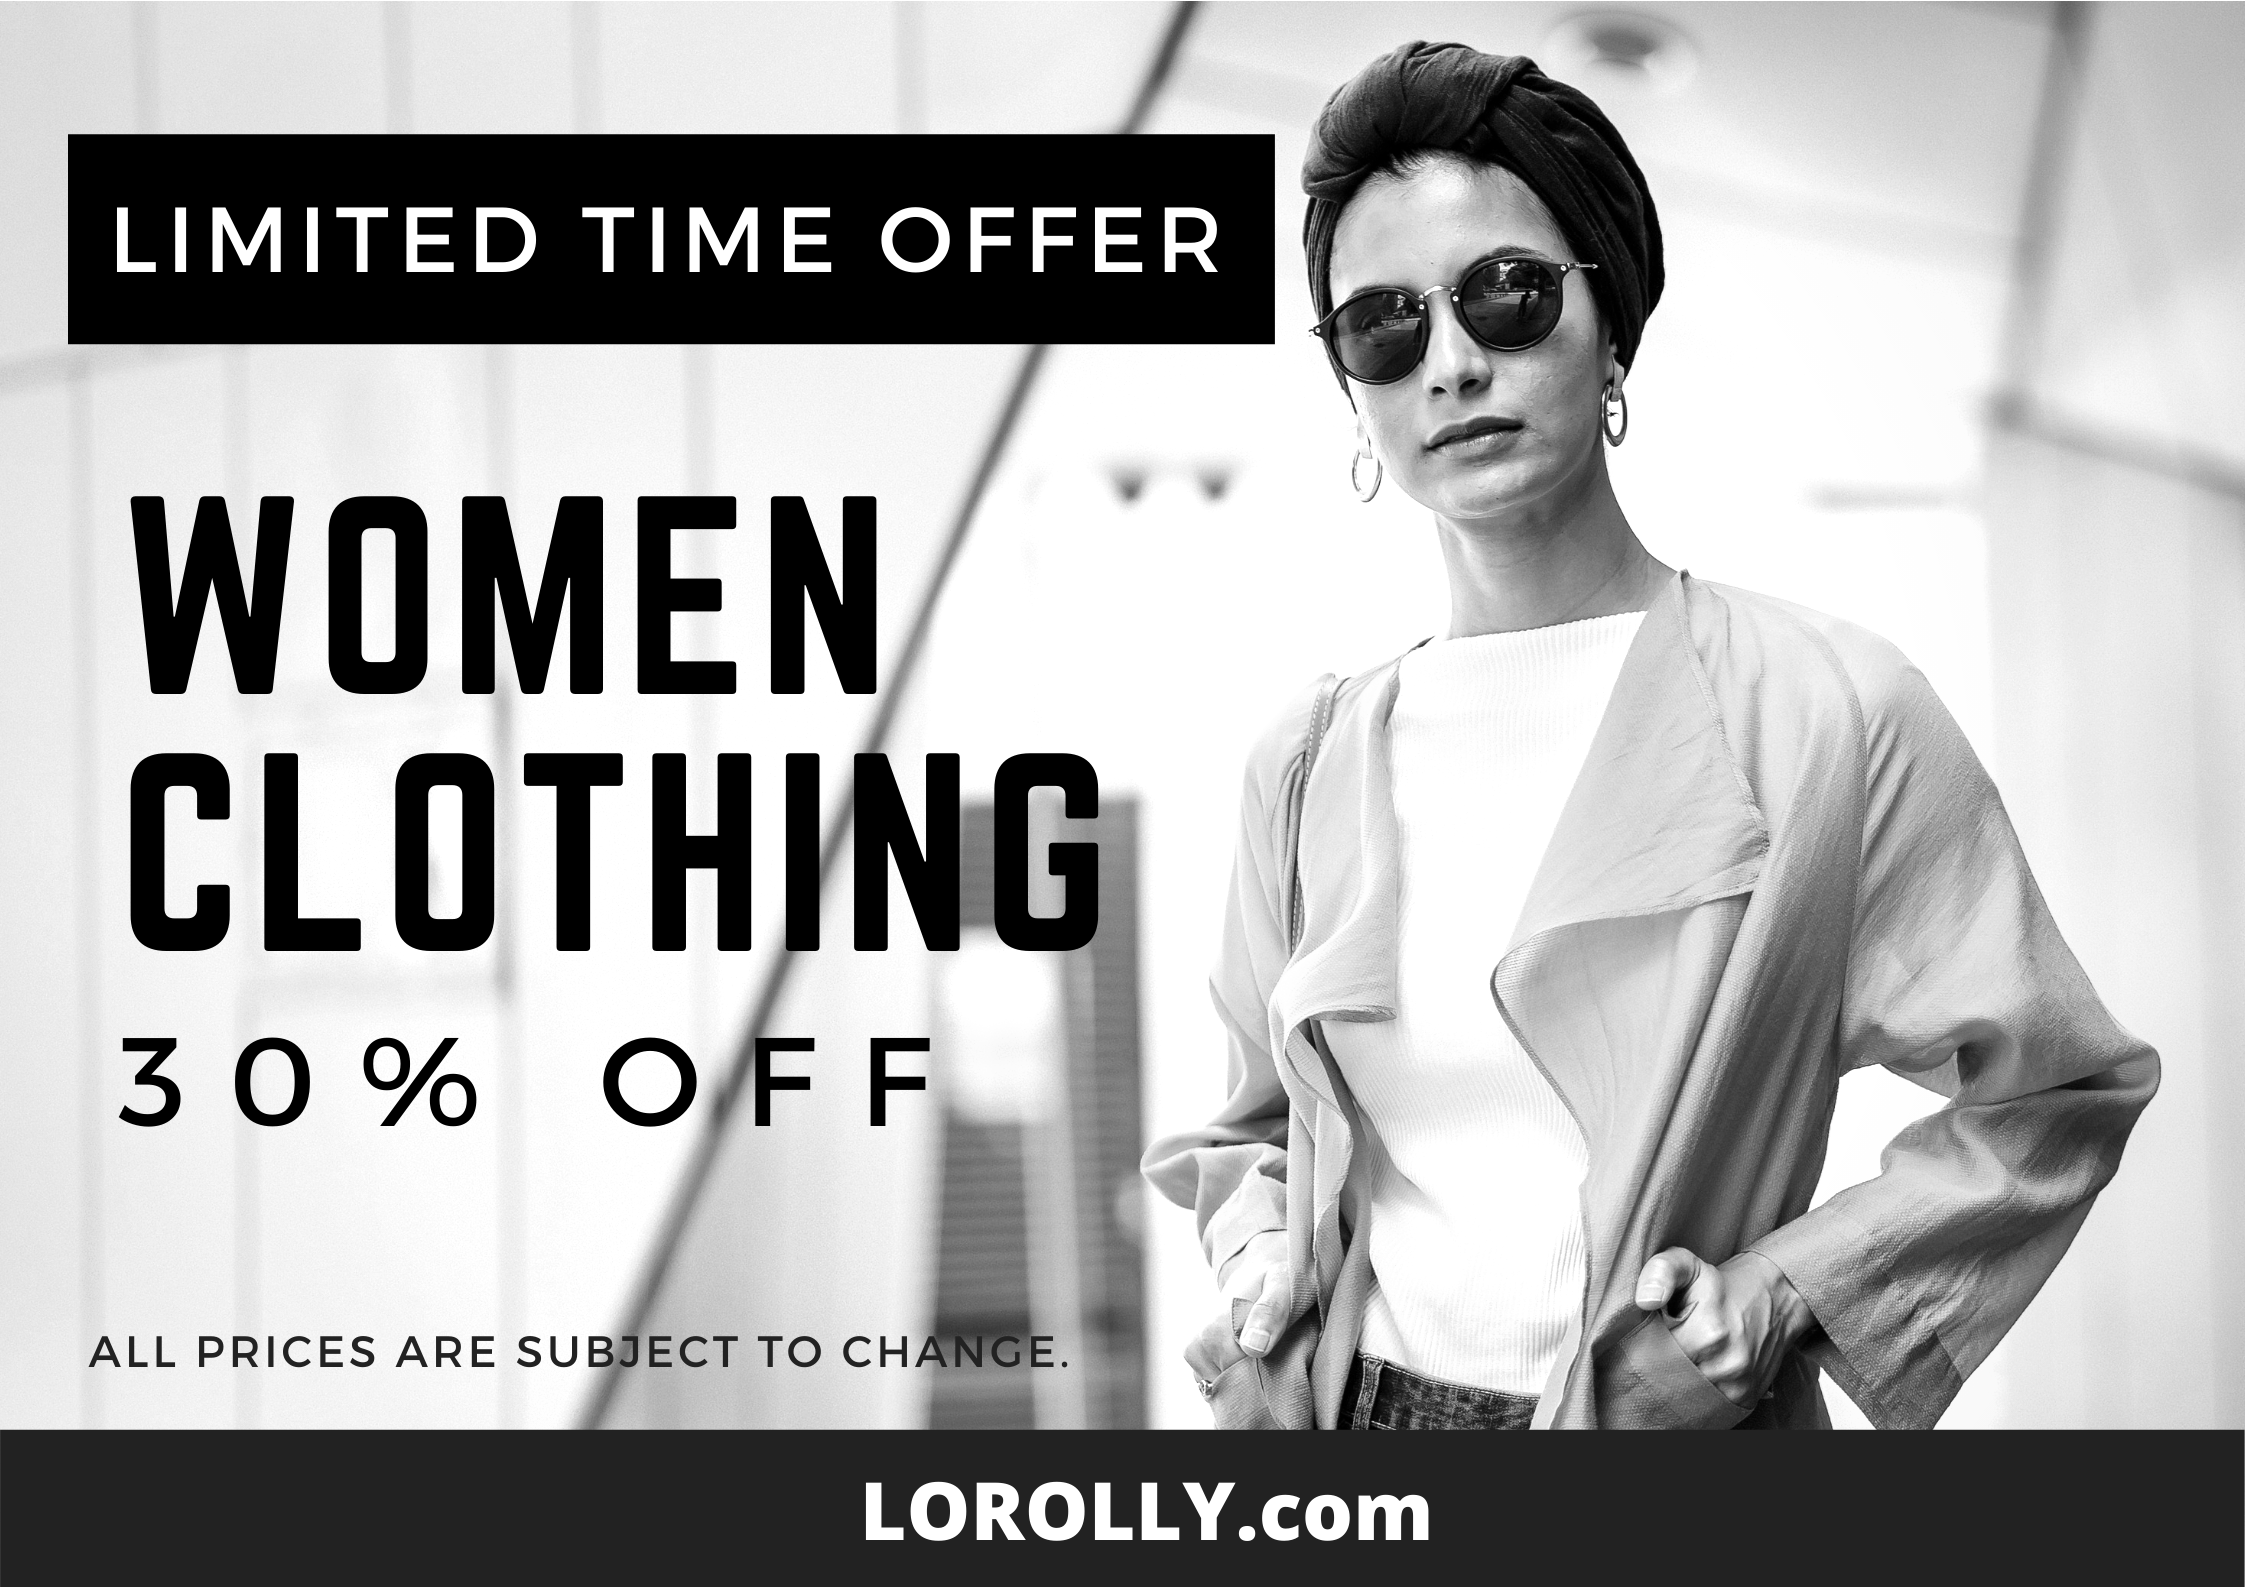 LIMITED TIME OFFER
WOMEN
CLOTHING
30% OFF
ALL PRICES ARE SUBJECT TO CHANGE.
LOROLLY.com